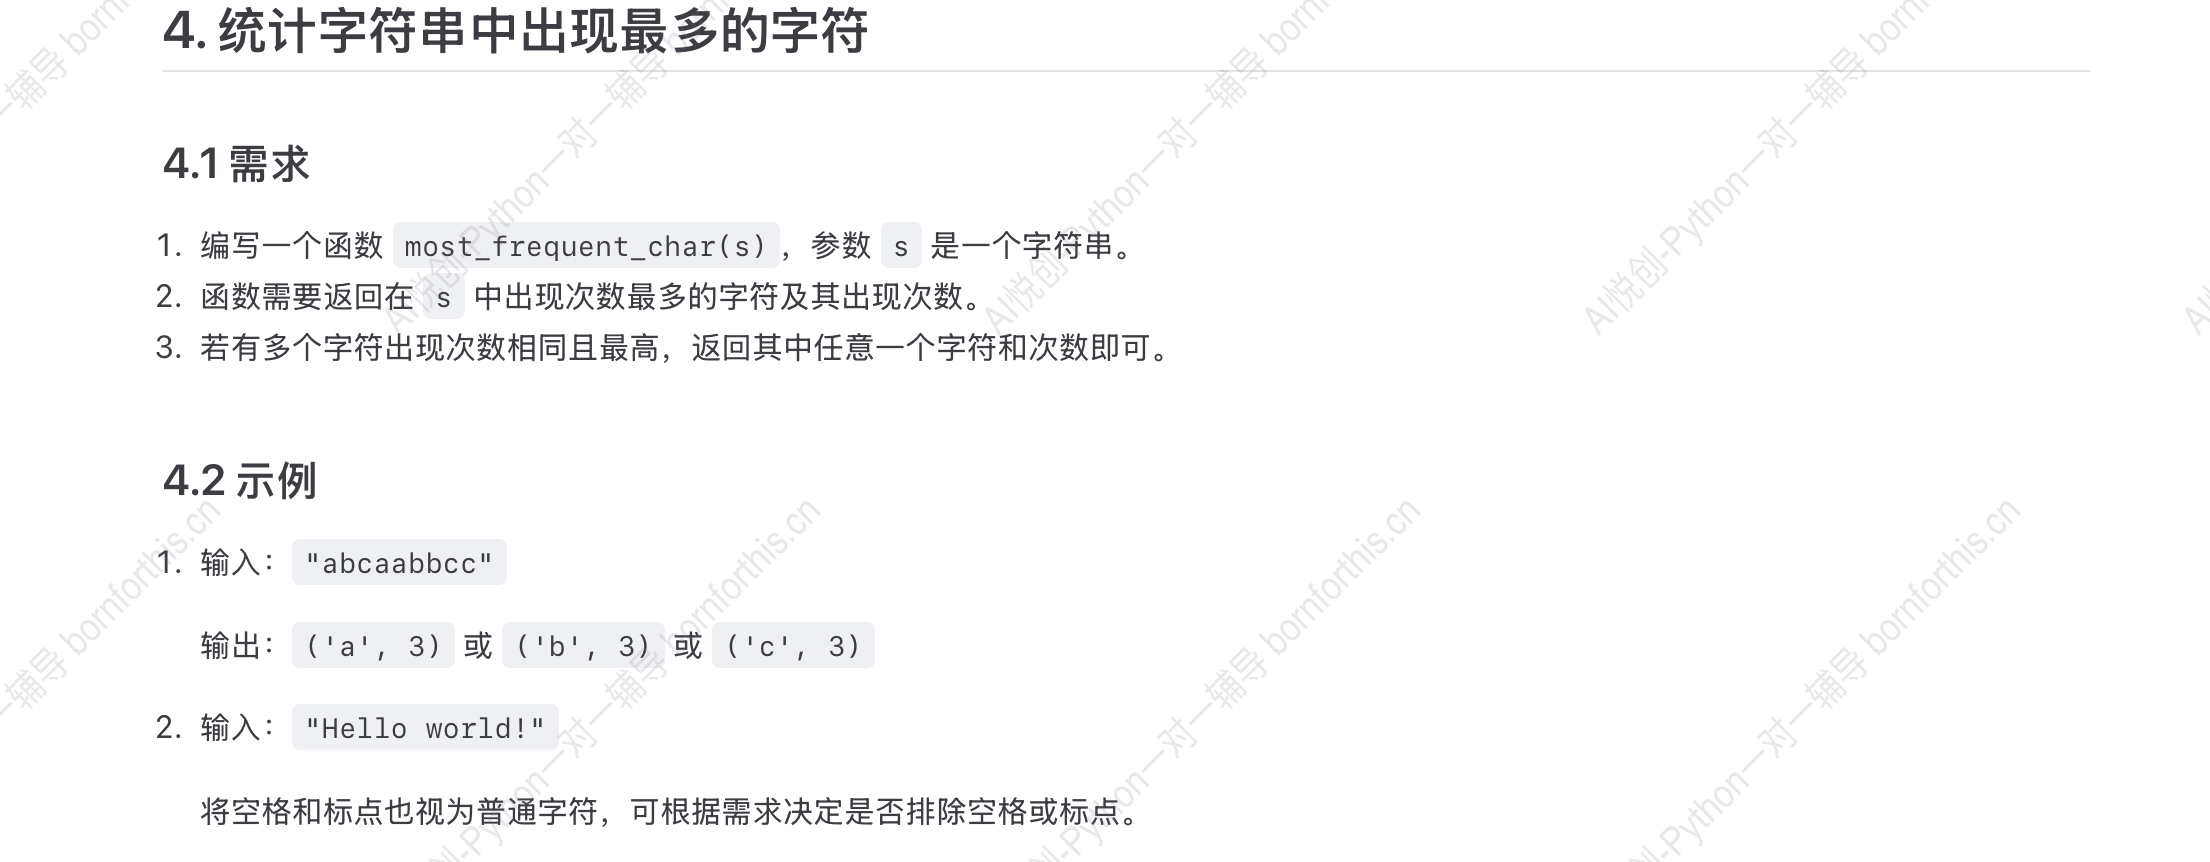 4. 统计字符串中出现最多的字符
4.1 需求
1. 编写一个函数 most_frequent_char(s)，参数 s 是一个字符串。
2. 函数需要返回在 s 中出现次数最多的字符及其出现次数。
3. 若有多个字符出现次数相同且最高，返回其中任意一个字符和次数即可。
4.2 示例
1. 输入： "abcaabbcc"
输出： ('a', 3) 或 ('b', 3) 或 ('c', 3)
2. 输入： "Hello world!"
将空格和标点也视为普通字符，可根据需求决定是否排除空格或标点。
AI悦创-Python一对一辅导 bornforthis.cn